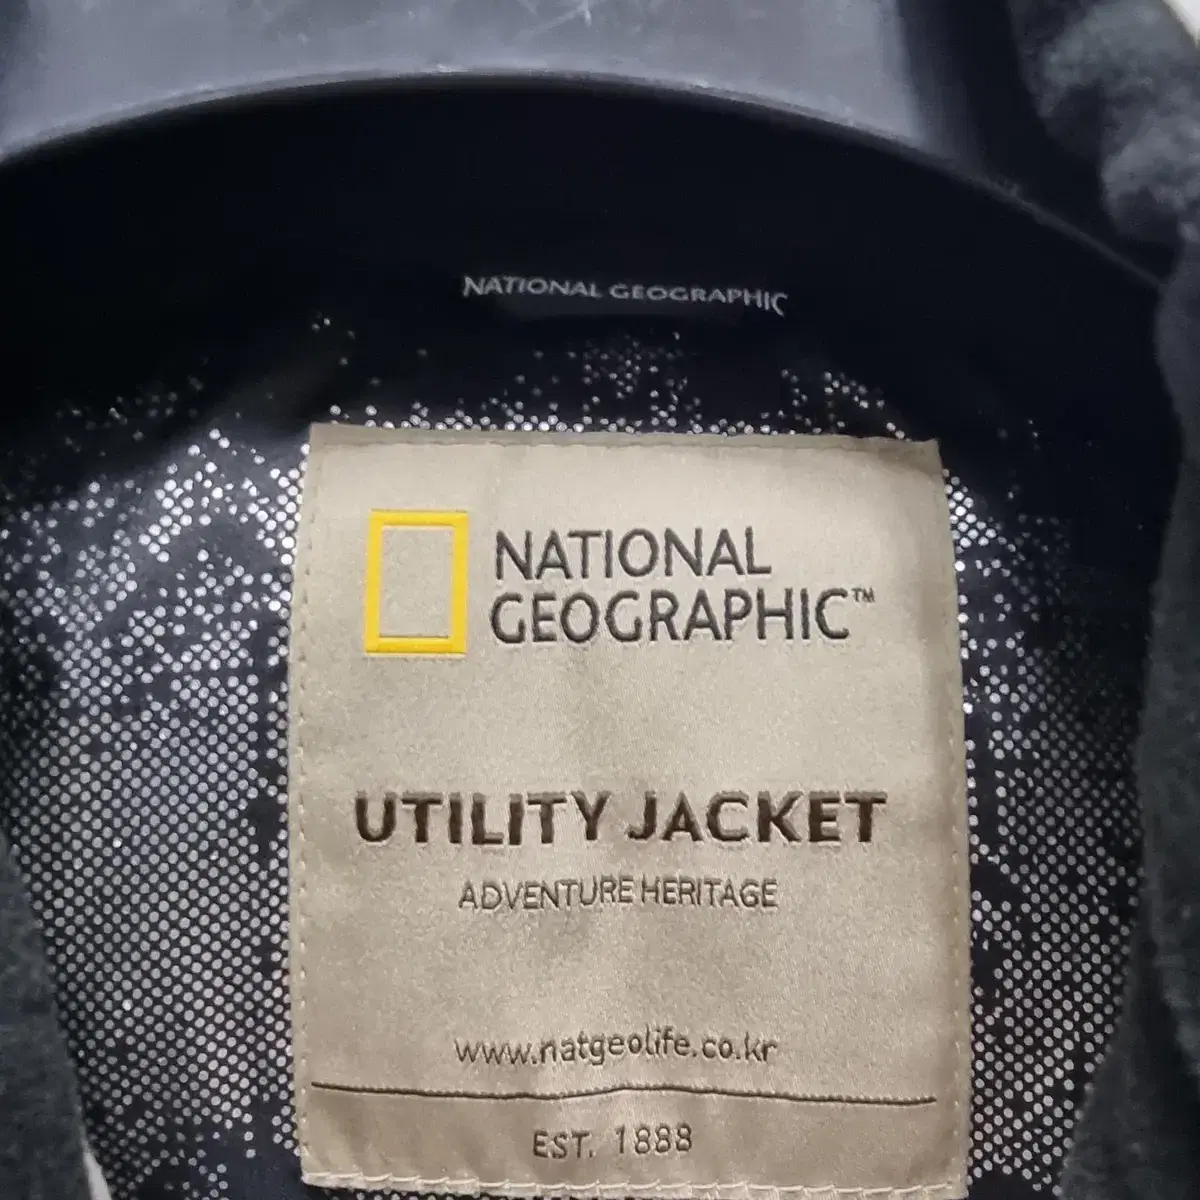 NATIONAL GEOGRAPHIC
NATIONAL
GEOGRAPHIC™
UTILITY JACKET
ADVENTURE HERITAGE
www.natgeolife.co.kr
EST. 1888